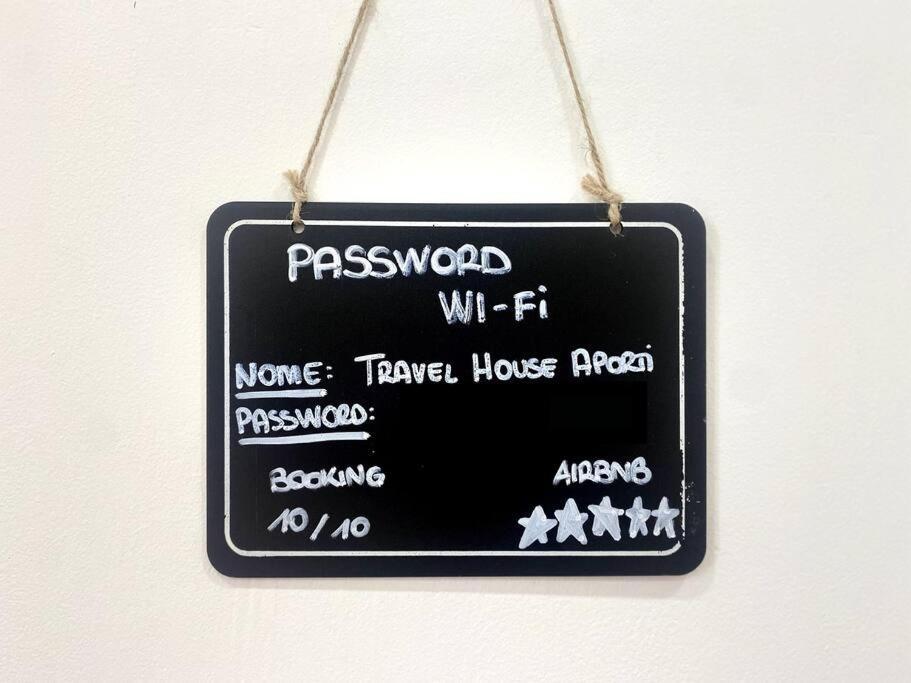 PASSWORD
WI-Fi
NOME: TRAVEL HOUSE APORTI
PASSWORD:
BOOKING AIRBNB
10/10